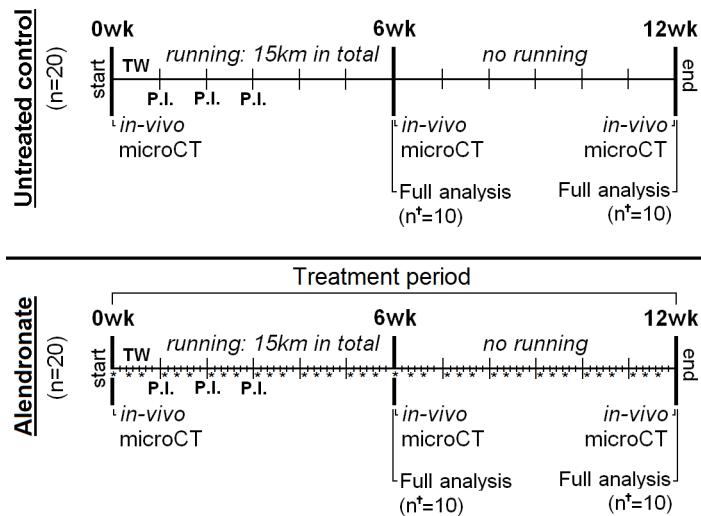 Untreated control
(n=20)
0wk
6wk
12wk
start
TW
running: 15km in total
no running
end
P.I.
P.I.
P.I.
in-vivo
microCT
in-vivo
microCT
in-vivo
microCT
Full analysis
(n✝=10)
Full analysis
(n✝=10)
Treatment period
Alendronate
(n=20)
0wk
6wk
12wk
start
TW
running: 15km in total
no running
end
* * * * * * * * * * * * * * * * * * * * * * * * * * * * * * * * * * * *
P.I.
P.I.
P.I.
in-vivo
microCT
in-vivo
microCT
in-vivo
microCT
Full analysis
(n✝=10)
Full analysis
(n✝=10)